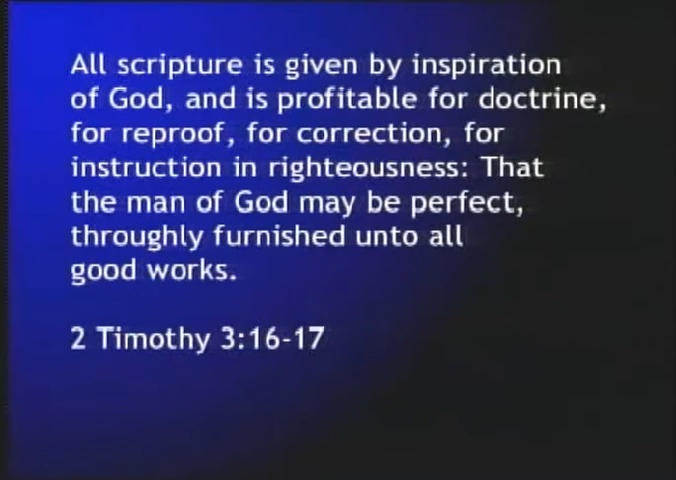 All scripture is given by inspiration
of God, and is profitable for doctrine,
for reproof, for correction, for
instruction in righteousness: That
the man of God may be perfect,
throughly furnished unto all
good works.
2 Timothy 3:16-17